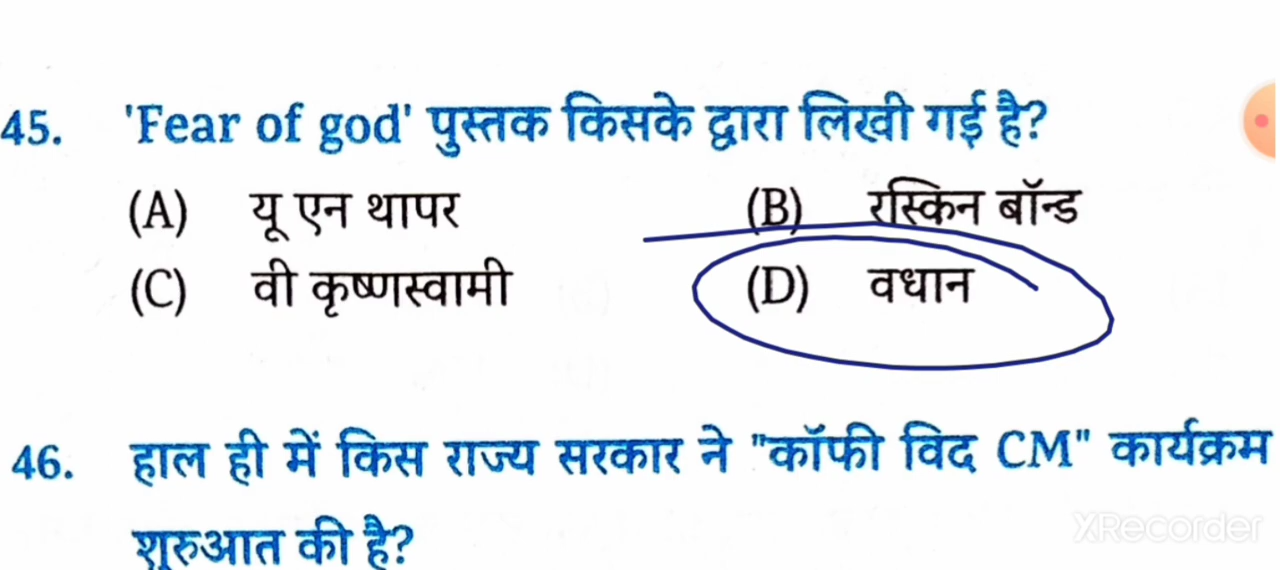 45. 'Fear of god' पुस्तक किसके द्वारा लिखी गई है?
(A) यू एन थापर (B) रस्किन बॉन्ड
(C) वी कृष्णस्वामी (D) वधान
46. हाल ही में किस राज्य सरकार ने "कॉफी विद CM" कार्यक्रम
शुरुआत की है?
XRecorder